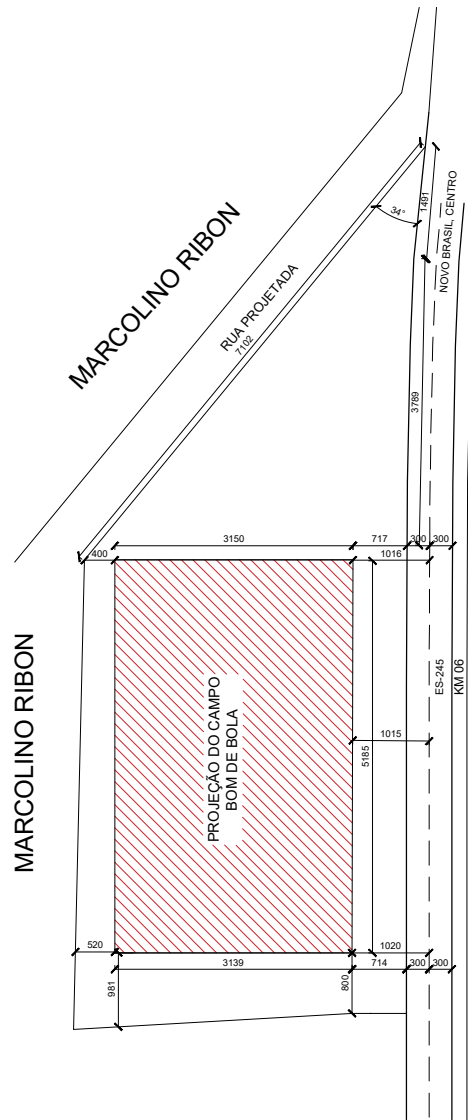 MARCOLINO RIBON
RUA PROJETADA
7102
34°
1491
NOVO BRASIL, CENTRO
3789
400
3150
717
300
300
1016
MARCOLINO RIBON
PROJEÇÃO DO CAMPO
BOM DE BOLA
ES-245
KM 06
1015
5185
520
1020
3139
714
300
300
981
800